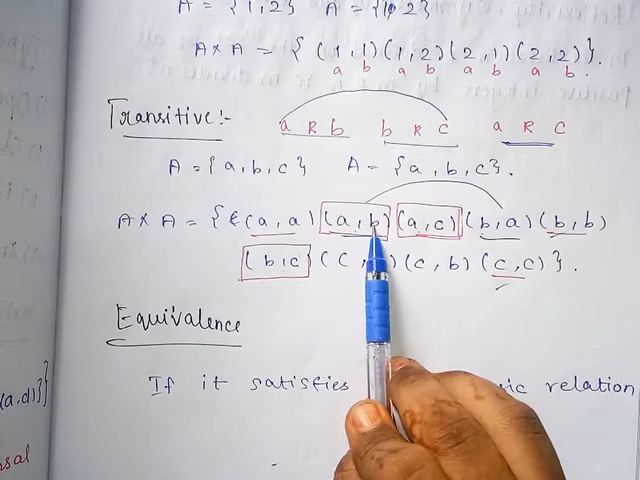 A = {1, 2} A = {1, 2}
A × A = { (1, 1) (1, 2) (2, 1) (2, 2) }.
a b a b a b a b
Transitive :- a R b b R c a R c
A = {a, b, c} A = {a, b, c}.
A × A = { (a, a) (a, b) (a, c) (b, a) (b, b)
(b, c) (c, ) (c, b) (c, c) }.
Equivalence
If it satisfies relation
(a, d)}}